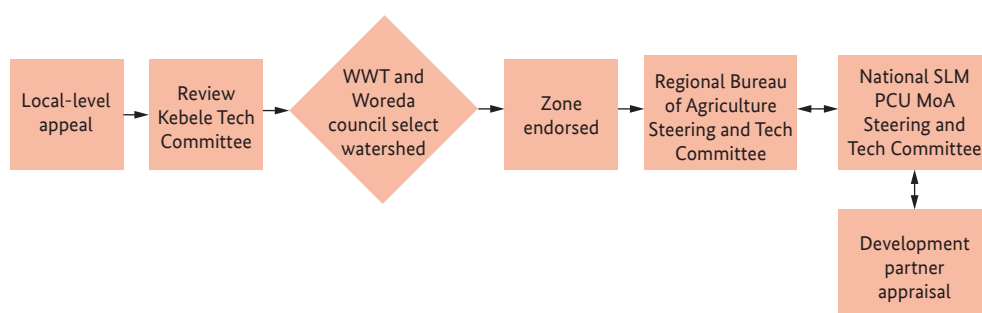 Local-level
appeal
Review
Kebele Tech
Committee
WWT and
Woreda
council select
watershed
Zone
endorsed
Regional Bureau
of Agriculture
Steering and Tech
Committee
National SLM
PCU MoA
Steering and
Tech Committee
Development
partner
appraisal